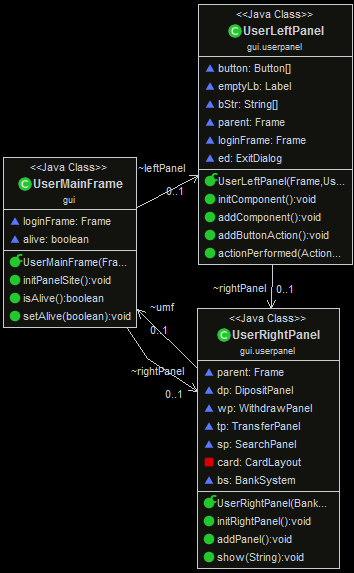 <<Java Class>>
UserLeftPanel
gui.userpanel
button: Button[]
emptyLb: Label
bStr: String[]
parent: Frame
loginFrame: Frame
ed: ExitDialog
UserLeftPanel(Frame,Us...
initComponent():void
addComponent():void
addButtonAction():void
actionPerformed(Action...
~leftPanel
0..1
<<Java Class>>
UserMainFrame
gui
loginFrame: Frame
alive: boolean
UserMainFrame(Fra...
initPanelSite():void
isAlive():boolean
setAlive(boolean):void
~rightPanel
0..1
~umf
0..1
~rightPanel
0..1
<<Java Class>>
UserRightPanel
gui.userpanel
parent: Frame
dp: DipositPanel
wp: WithdrawPanel
tp: TransferPanel
sp: SearchPanel
card: CardLayout
bs: BankSystem
UserRightPanel(Bank...
initRightPanel():void
addPanel():void
show(String):void